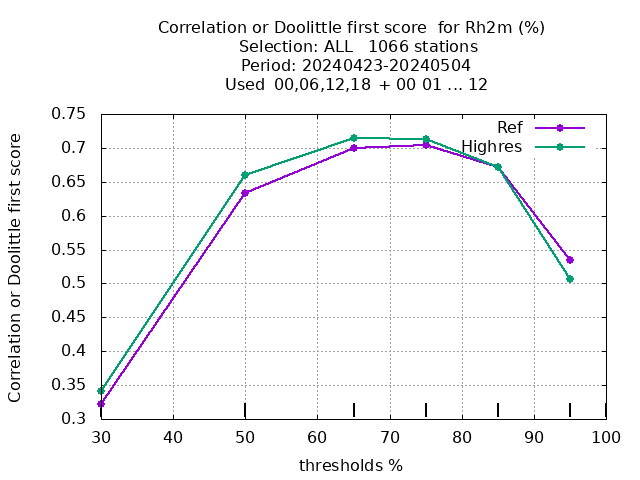 Correlation or Doolittle first score  for Rh2m (%)
Selection: ALL   1066 stations
Period: 20240423-20240504
Used  00,06,12,18 + 00 01 ... 12
Correlation or Doolittle first score
0.75
0.7
0.65
0.6
0.55
0.5
0.45
0.4
0.35
0.3
Ref
Highres
30 40 50 60 70 80 90 100
thresholds %